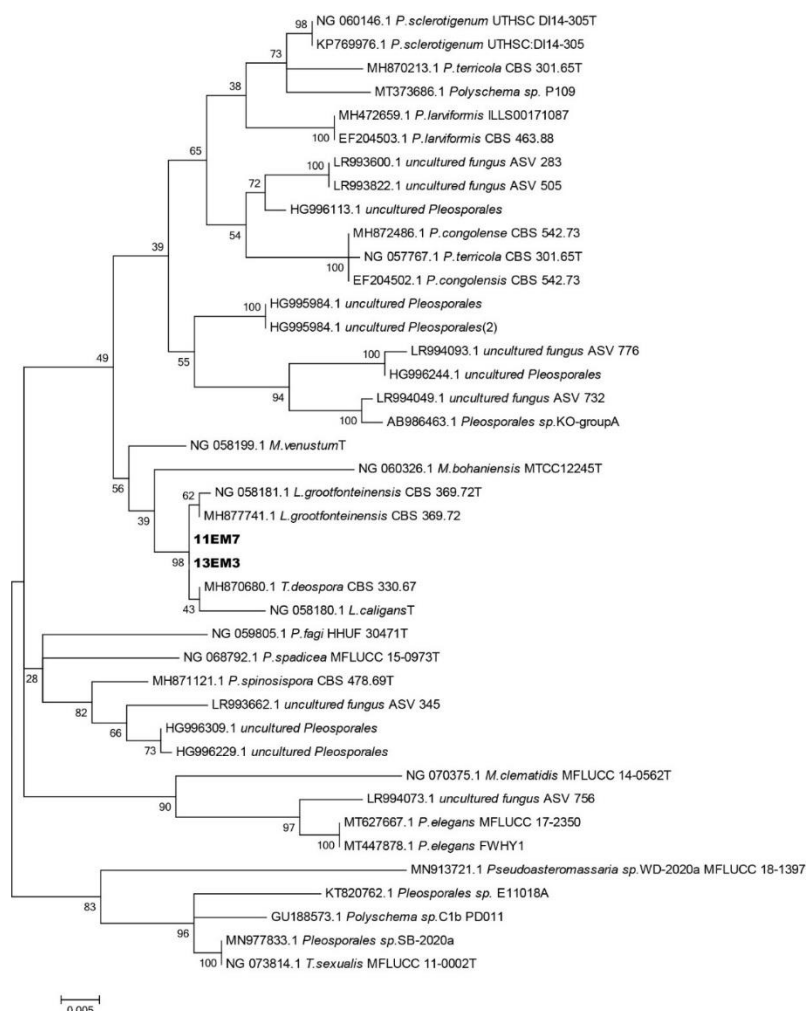 NG 060146.1 P.sclerotigenum UTHSC DI14-305T
98
KP769976.1 P.sclerotigenum UTHSC:DI14-305
73
MH870213.1 P.terricola CBS 301.65T
38
MT373686.1 Polyschema sp. P109
MH472659.1 P.larviformis ILLS00171087
100
EF204503.1 P.larviformis CBS 463.88
65
LR993600.1 uncultured fungus ASV 283
100
LR993822.1 uncultured fungus ASV 505
72
HG996113.1 uncultured Pleosporales
54
MH872486.1 P.congolense CBS 542.73
39
NG 057767.1 P.terricola CBS 301.65T
100
EF204502.1 P.congolensis CBS 542.73
HG995984.1 uncultured Pleosporales
100
HG995984.1 uncultured Pleosporales(2)
49
55
LR994093.1 uncultured fungus ASV 776
100
HG996244.1 uncultured Pleosporales
94
LR994049.1 uncultured fungus ASV 732
100
AB986463.1 Pleosporales sp.KO-groupA
NG 058199.1 M.venustumT
56
NG 060326.1 M.bohaniensis MTCC12245T
39
62
NG 058181.1 L.grootfonteinensis CBS 369.72T
MH877741.1 L.grootfonteinensis CBS 369.72
11EM7
98
13EM3
MH870680.1 T.deospora CBS 330.67
43
NG 058180.1 L.caligansT
NG 059805.1 P.fagi HHUF 30471T
NG 068792.1 P.spadicea MFLUCC 15-0973T
28
MH871121.1 P.spinosispora CBS 478.69T
82
LR993662.1 uncultured fungus ASV 345
66
HG996309.1 uncultured Pleosporales
73
HG996229.1 uncultured Pleosporales
NG 070375.1 M.clematidis MFLUCC 14-0562T
90
LR994073.1 uncultured fungus ASV 756
97
MT627667.1 P.elegans MFLUCC 17-2350
100
MT447878.1 P.elegans FWHY1
MN913721.1 Pseudoasteromassaria sp.WD-2020a MFLUCC 18-1397
83
KT820762.1 Pleosporales sp. E11018A
GU188573.1 Polyschema sp.C1b PD011
96
MN977833.1 Pleosporales sp.SB-2020a
100
NG 073814.1 T.sexualis MFLUCC 11-0002T
0.005